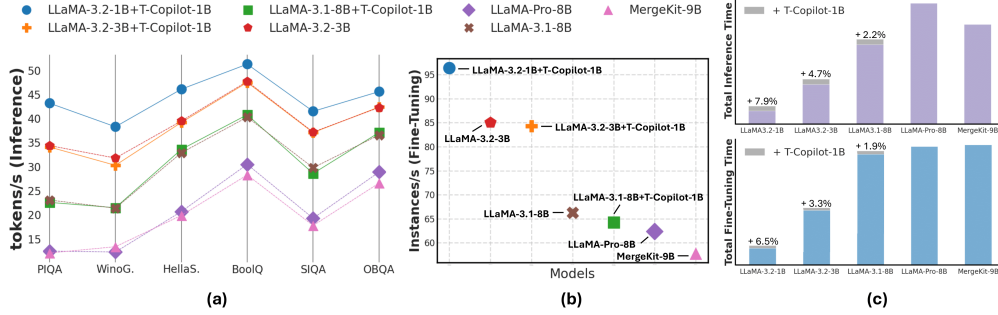 LLaMA-3.2-1B+T-Copilot-1B
LLaMA-3.2-3B+T-Copilot-1B
LLaMA-3.1-8B+T-Copilot-1B
LLaMA-3.2-3B
LLaMA-Pro-8B
LLaMA-3.1-8B
MergeKit-9B
tokens/s (Inference)
50
45
40
35
30
25
20
15
PIQA WinoG. HellaS. BoolQ SIQA OBQA
(a)
Instances/s (Fine-Tuning)
95
90
85
80
75
70
65
60
LLaMA-3.2-1B+T-Copilot-1B
LLaMA-3.2-3B
LLaMA-3.2-3B+T-Copilot-1B
LLaMA-3.1-8B+T-Copilot-1B
LLaMA-3.1-8B
LLaMA-Pro-8B
MergeKit-9B
Models
(b)
Total Inference Time
+ T-Copilot-1B
+ 7.9%
+ 4.7%
+ 2.2%
LLaMA3.2-1B LLaMA-3.2-3B LLaMA3.1-8B LLaMA-Pro-8B MergeKit-9B
Total Fine-Tuning Time
+ T-Copilot-1B
+ 6.5%
+ 3.3%
+ 1.9%
LLaMA-3.2-1B LLaMA-3.2-3B LLaMA-3.1-8B LLaMA-Pro-8B MergeKit-9B
(c)